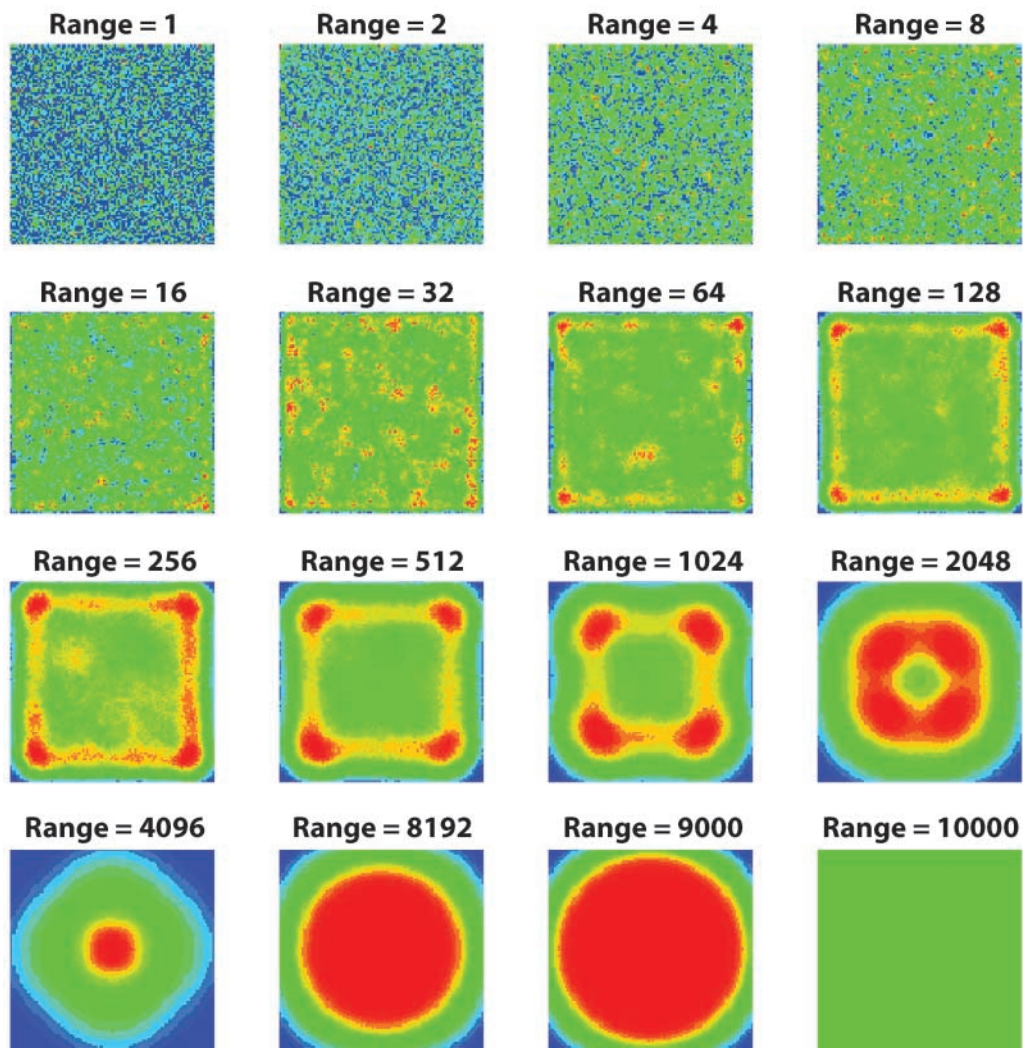 Range = 1
Range = 2
Range = 4
Range = 8
Range = 16
Range = 32
Range = 64
Range = 128
Range = 256
Range = 512
Range = 1024
Range = 2048
Range = 4096
Range = 8192
Range = 9000
Range = 10000